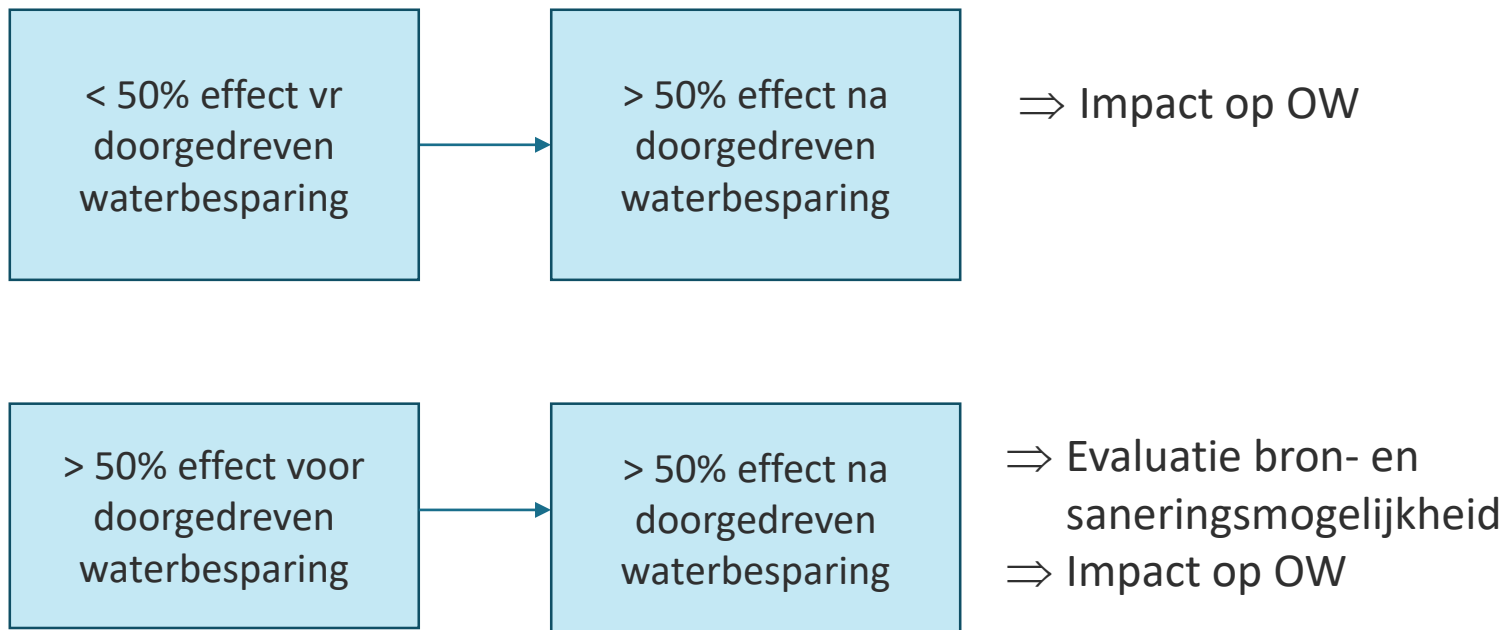 < 50% effect vr
doorgedreven
waterbesparing
> 50% effect na
doorgedreven
waterbesparing
⇒ Impact op OW
> 50% effect voor
doorgedreven
waterbesparing
> 50% effect na
doorgedreven
waterbesparing
⇒ Evaluatie bron- en
saneringsmogelijkheid
⇒ Impact op OW